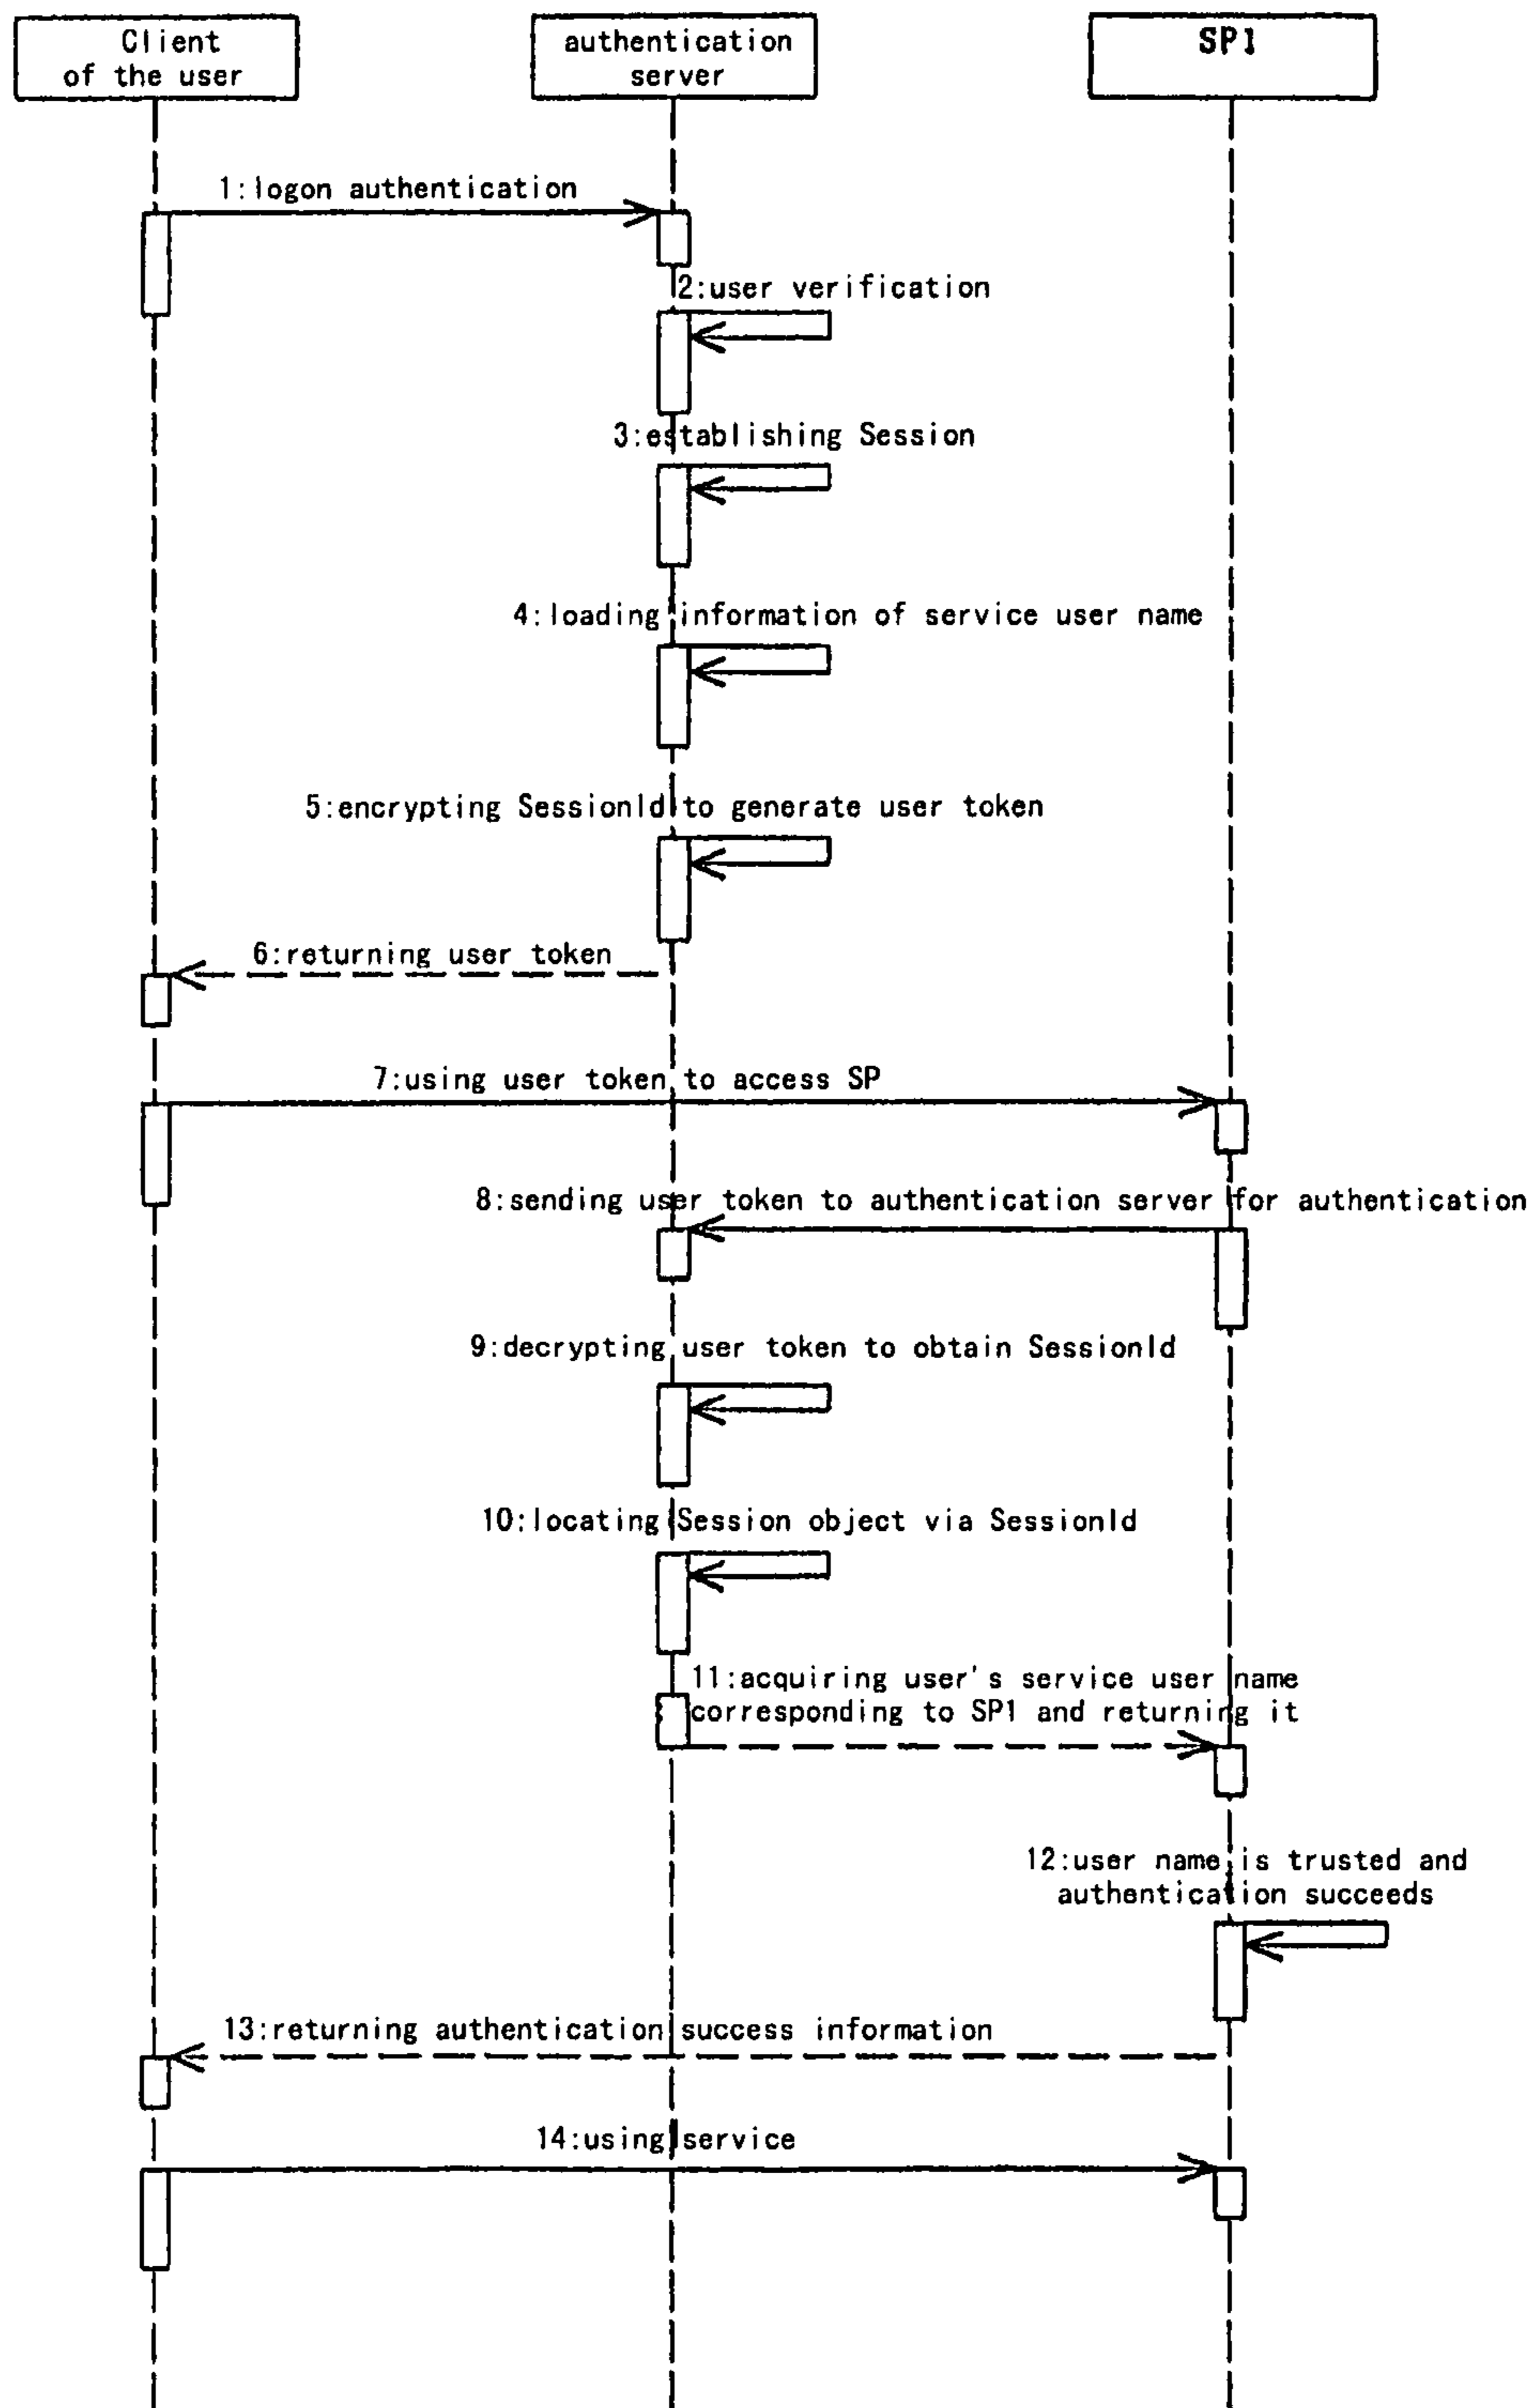 Client
of the user
authentication
server
SP1
1:logon authentication
2:user verification
3:establishing Session
4:loading information of service user name
5:encrypting SessionId to generate user token
6:returning user token
7:using user token to access SP
8:sending user token to authentication server for authentication
9:decrypting user token to obtain SessionId
10:locating Session object via SessionId
11:acquiring user's service user name
corresponding to SP1 and returning it
12:user name is trusted and
authentication succeeds
13:returning authentication success information
14:using service